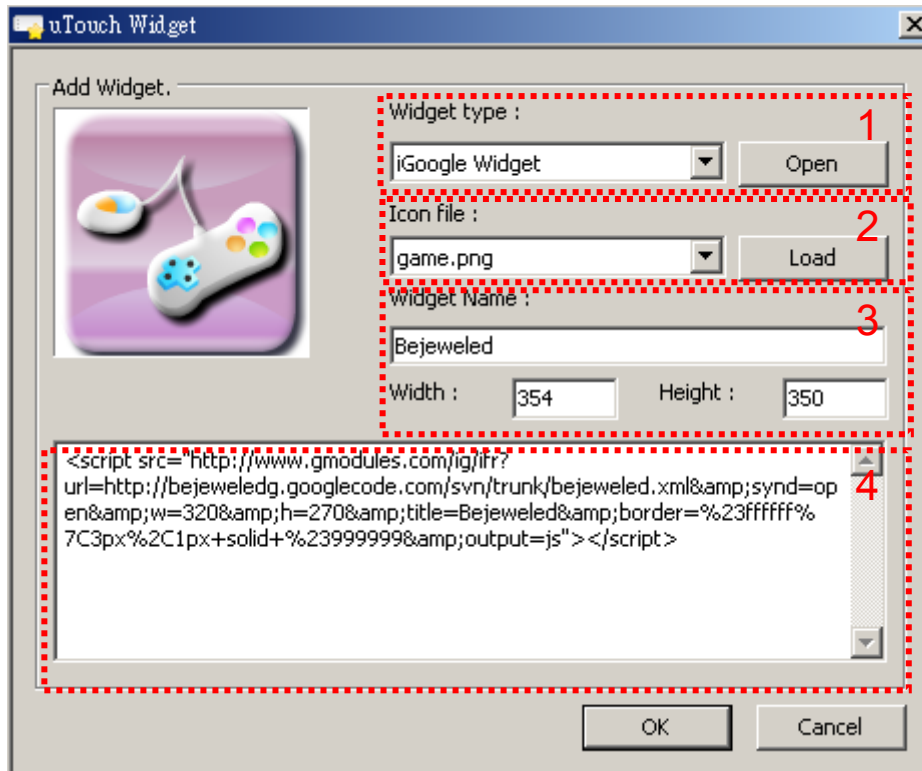 uTouch Widget
Add Widget.
Widget type :
1
iGoogle Widget
Open
Icon file :
2
game.png
Load
Widget Name :
3
Bejeweled
Width :
354
Height :
350
<script src="http://www.gmodules.com/ig/ifr?
url=http://bejeweledg.googlecode.com/svn/trunk/bejeweled.xml&amp;synd=op
en&amp;w=320&amp;h=270&amp;title=Bejeweled&amp;border=%23ffffff%
7C3px%2C1px+solid+%23999999&amp;output=js"></script>
4
OK
Cancel